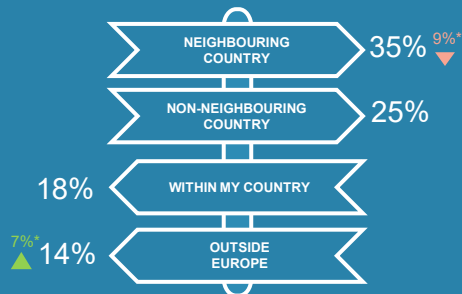 NEIGHBOURING
COUNTRY
35%
9%*
NON-NEIGHBOURING
COUNTRY
25%
18%
WITHIN MY COUNTRY
7%*
14%
OUTSIDE
EUROPE